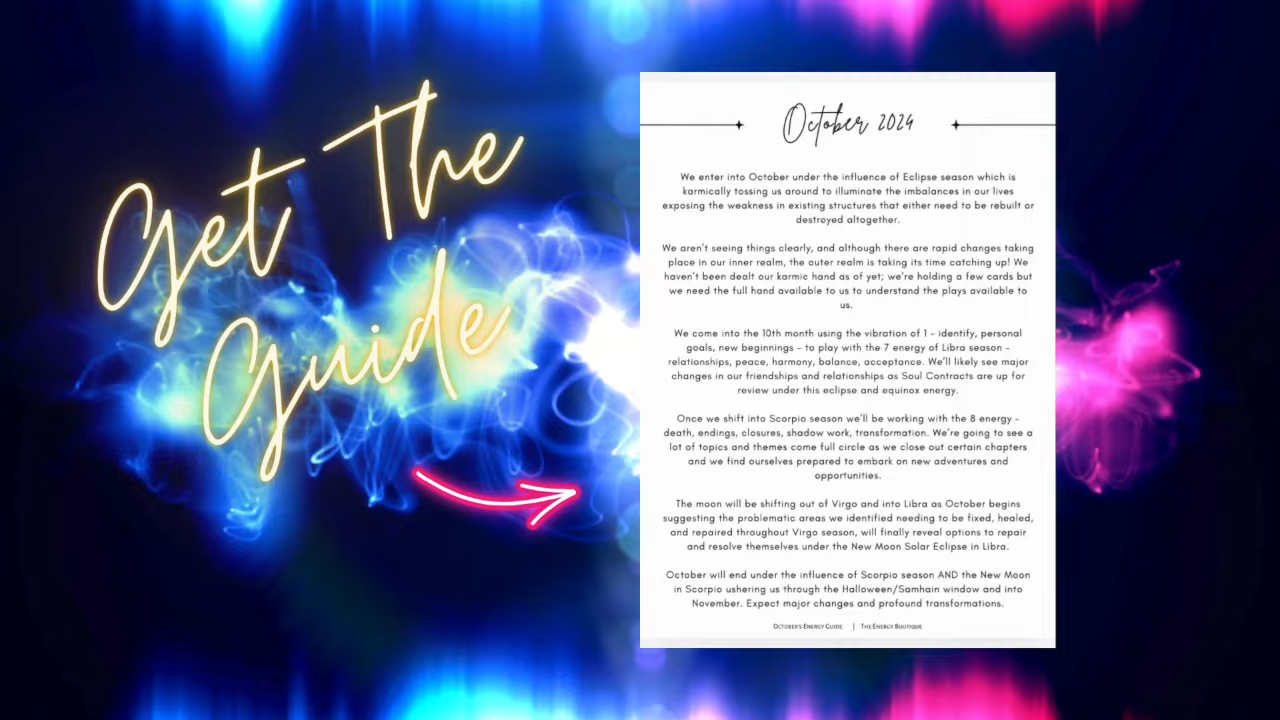 Get The
Guide
October 2024
We enter into October under the influence of Eclipse season which is
karmically tossing us around to illuminate the imbalances in our lives
exposing the weakness in existing structures that either need to be rebuilt or
destroyed altogether.
We aren't seeing things clearly, and although there are rapid changes taking
place in our inner realm, the outer realm is taking its time catching up! We
haven't been dealt our karmic hand as of yet; we're holding a few cards but
we need the full hand available to us to understand the plays available to
us.
We come into the 10th month using the vibration of 1 - identify, personal
goals, new beginnings - to play with the 7 energy of Libra season -
relationships, peace, harmony, balance, acceptance. We'll likely see major
changes in our friendships and relationships as Soul Contracts are up for
review under this eclipse and equinox energy.
Once we shift into Scorpio season we'll be working with the 8 energy -
death, endings, closures, shadow work, transformation. We're going to see a
lot of topics and themes come full circle as we close out certain chapters
and we find ourselves prepared to embark on new adventures and
opportunities.
The moon will be shifting out of Virgo and into Libra as October begins
suggesting the problematic areas we identified needing to be fixed, healed,
and repaired throughout Virgo season, will finally reveal options to repair
and resolve themselves under the New Moon Solar Eclipse in Libra.
October will end under the influence of Scorpio season AND the New Moon
in Scorpio ushering us through the Halloween/Samhain window and into
November. Expect major changes and profound transformations.
October's Energy Guide | The Energy Boutique